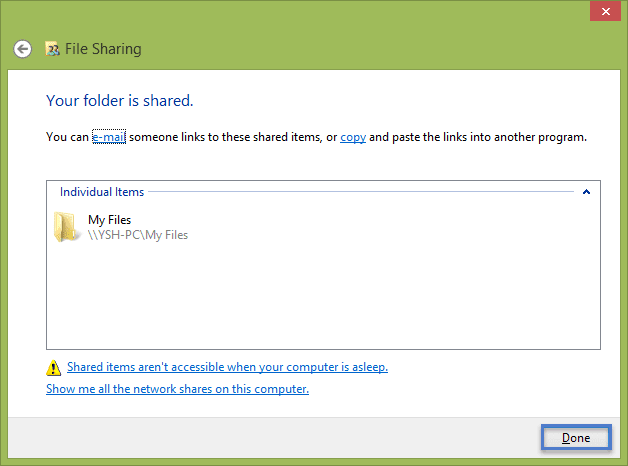 File Sharing
Your folder is shared.
You can e-mail someone links to these shared items, or copy and paste the links into another program.
Individual Items
My Files
\\YSH-PC\My Files
Shared items aren't accessible when your computer is asleep.
Show me all the network shares on this computer.
Done